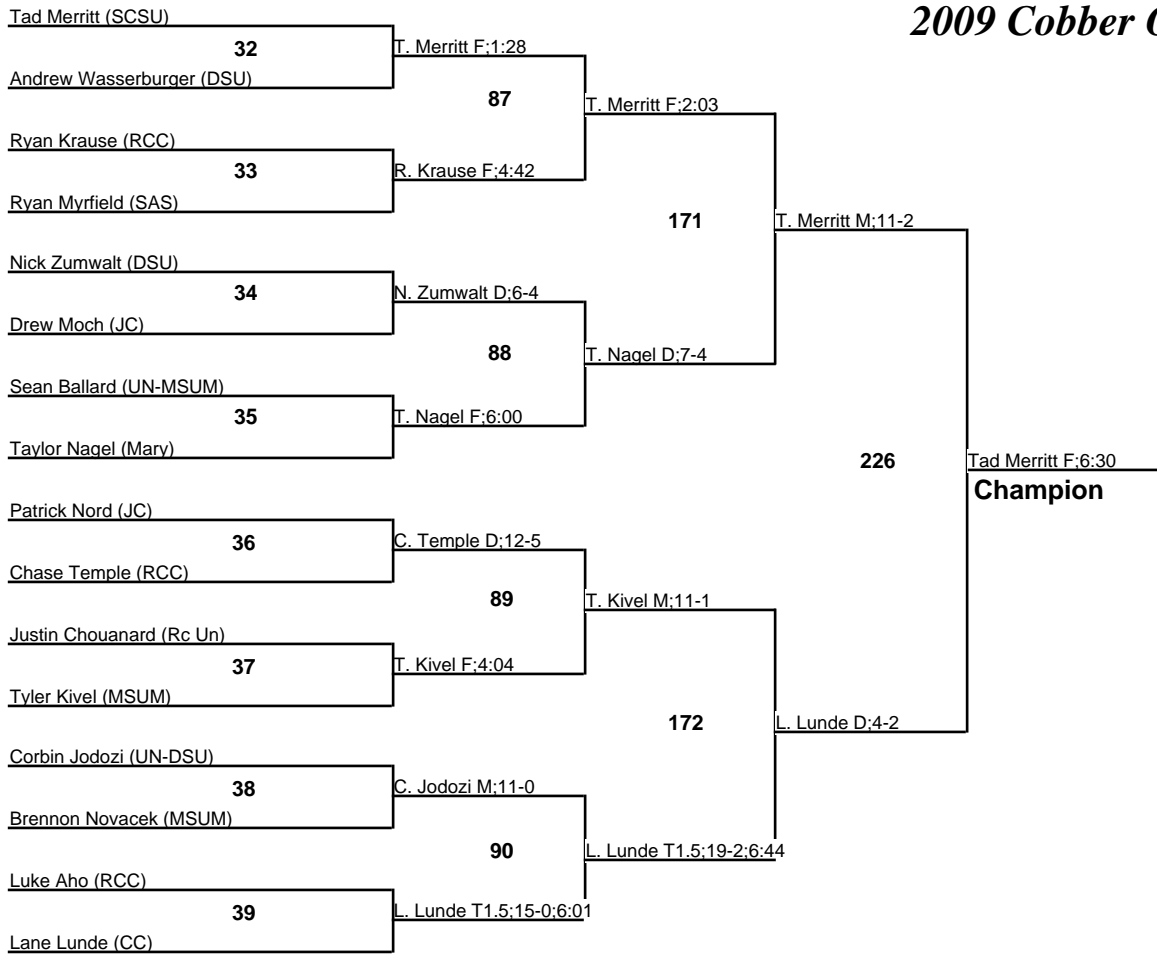 2009 Cobber O
Tad Merritt (SCSU)
32
T. Merritt F;1:28
Andrew Wasserburger (DSU)
87
T. Merritt F;2:03
Ryan Krause (RCC)
33
R. Krause F;4:42
Ryan Myrfield (SAS)
171
T. Merritt M;11-2
Nick Zumwalt (DSU)
34
N. Zumwalt D;6-4
Drew Moch (JC)
88
T. Nagel D;7-4
Sean Ballard (UN-MSUM)
35
T. Nagel F;6:00
Taylor Nagel (Mary)
226
Tad Merritt F;6:30
Champion
Patrick Nord (JC)
36
C. Temple D;12-5
Chase Temple (RCC)
89
T. Kivel M;11-1
Justin Chouanard (Rc Un)
37
T. Kivel F;4:04
Tyler Kivel (MSUM)
172
L. Lunde D;4-2
Corbin Jodozi (UN-DSU)
38
C. Jodozi M;11-0
Brennon Novacek (MSUM)
90
L. Lunde T1.5;19-2;6:44
Luke Aho (RCC)
39
L. Lunde T1.5;15-0;6:01
Lane Lunde (CC)